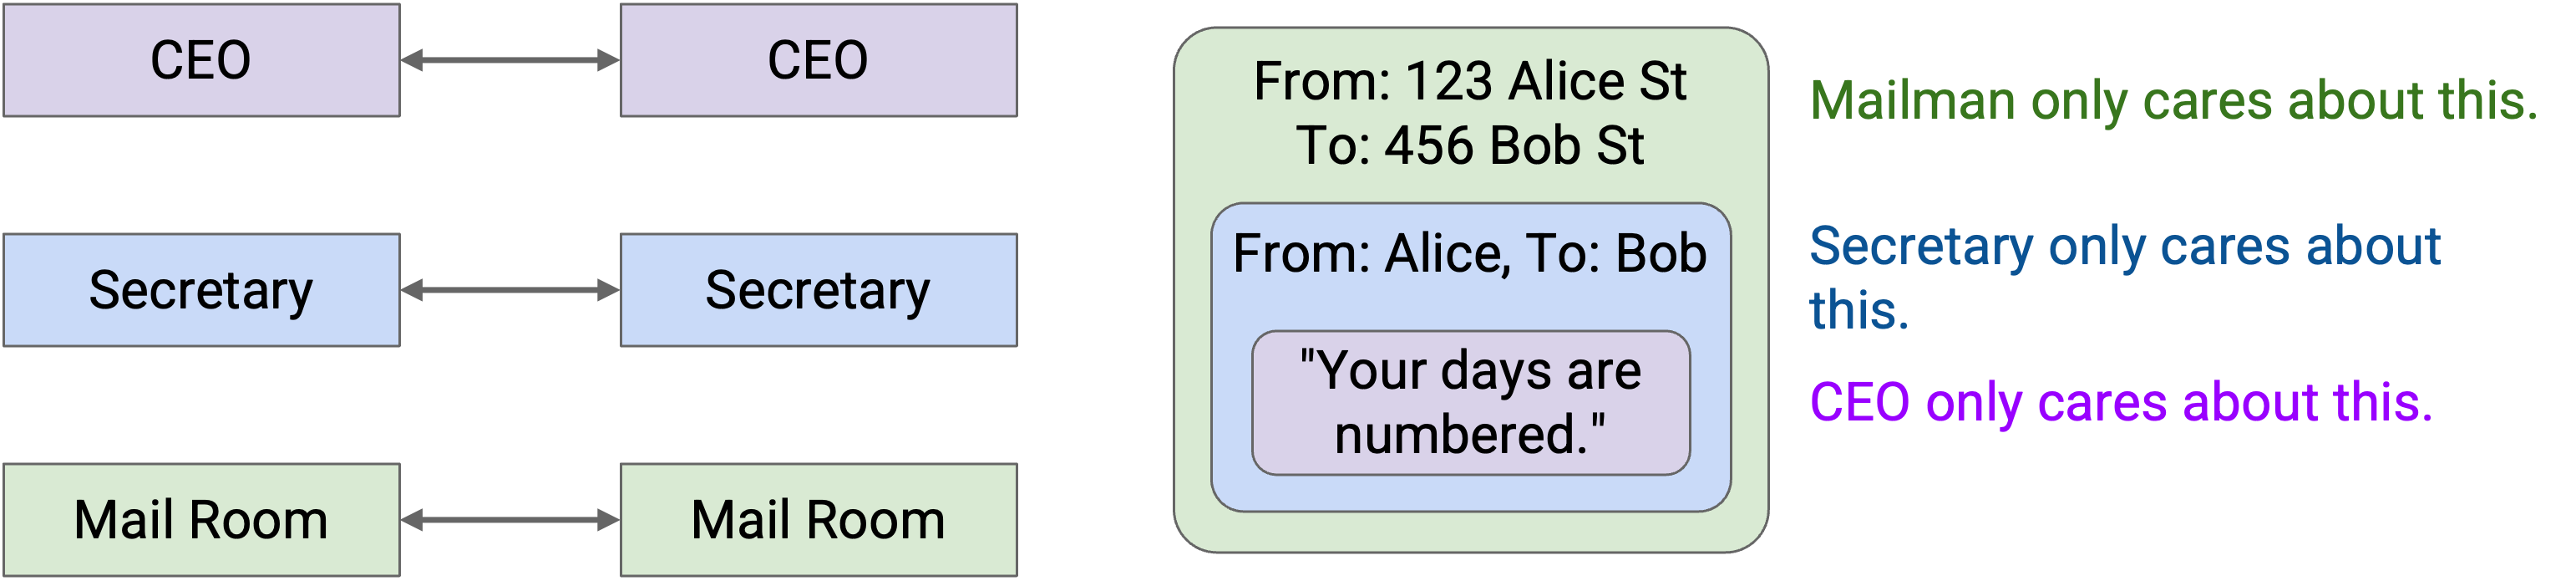 CEO
CEO
Secretary
Secretary
Mail Room
Mail Room
From: 123 Alice St
To: 456 Bob St
From: Alice, To: Bob
"Your days are
numbered."
Mailman only cares about this.
Secretary only cares about
this.
CEO only cares about this.